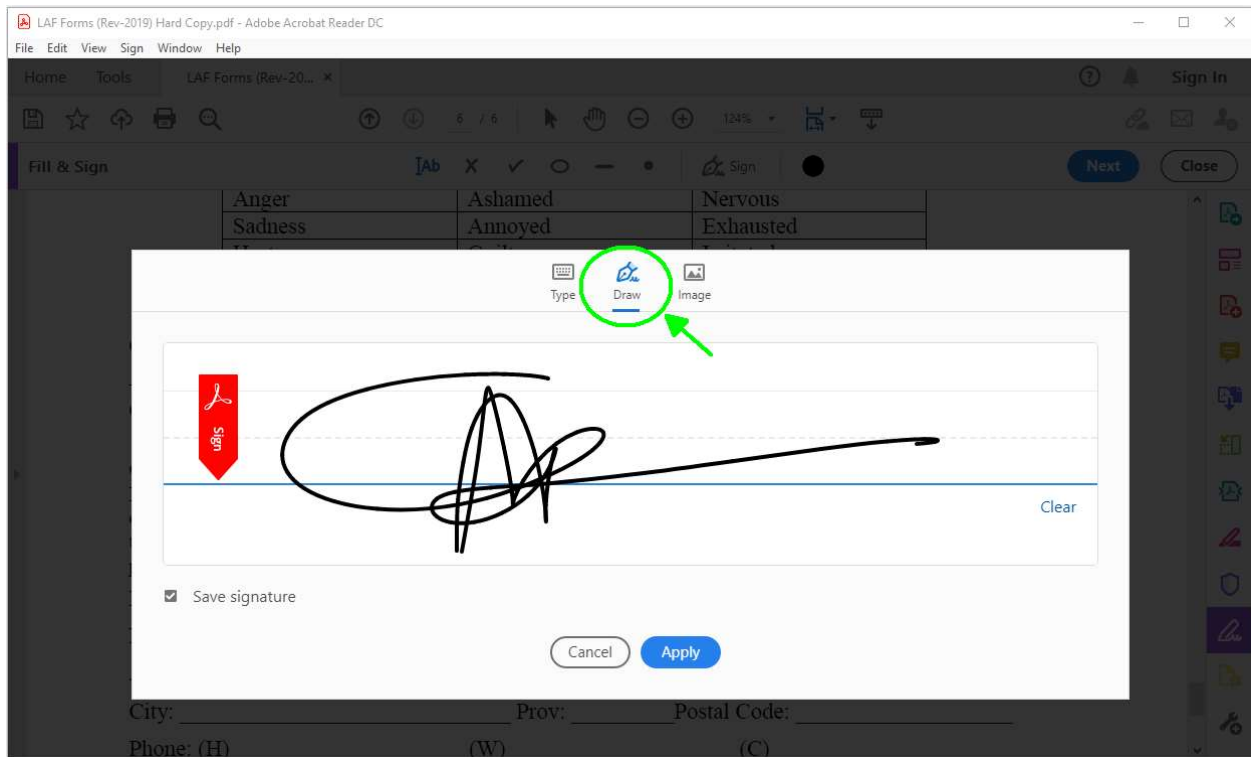 LAF Forms (Rev-2019) Hard Copy.pdf - Adobe Acrobat Reader DC
File Edit View Sign Window Help
Home Tools LAF Forms (Rev-20... Sign In
6 / 6 124%
Fill & Sign Ab Sign Next Close
Anger Ashamed Nervous
Sadness Annoyed Exhausted
Type Draw Image
Sign
Clear
Save signature
Cancel Apply
City: Prov: Postal Code:
Phone: (H) (W) (C)